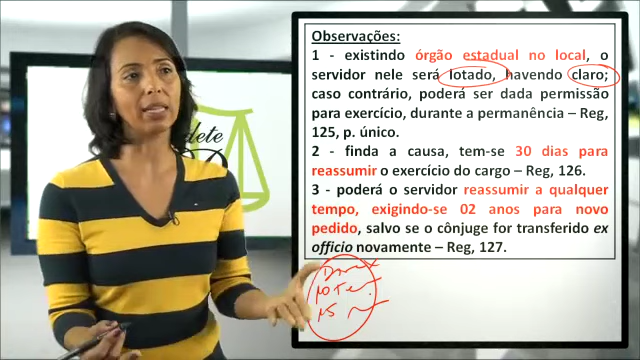 Observações:
1 - existindo órgão estadual no local, o
servidor nele será lotado, havendo claro;
caso contrário, poderá ser dada permissão
para exercício, durante a permanência – Reg,
125, p. único.
2 - finda a causa, tem-se 30 dias para
reassumir o exercício do cargo – Reg, 126.
3 - poderá o servidor reassumir a qualquer
tempo, exigindo-se 02 anos para novo
pedido, salvo se o cônjuge for transferido ex
officio novamente – Reg, 127.